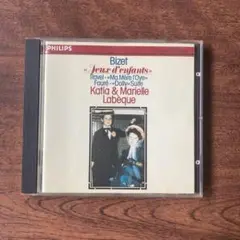 PHILIPS
Bizet
«Jeux d'enfants»
Ravel · «Ma Mère l'Oye»
Fauré · «Dolly» Suite
Katia & Marielle
Labèque